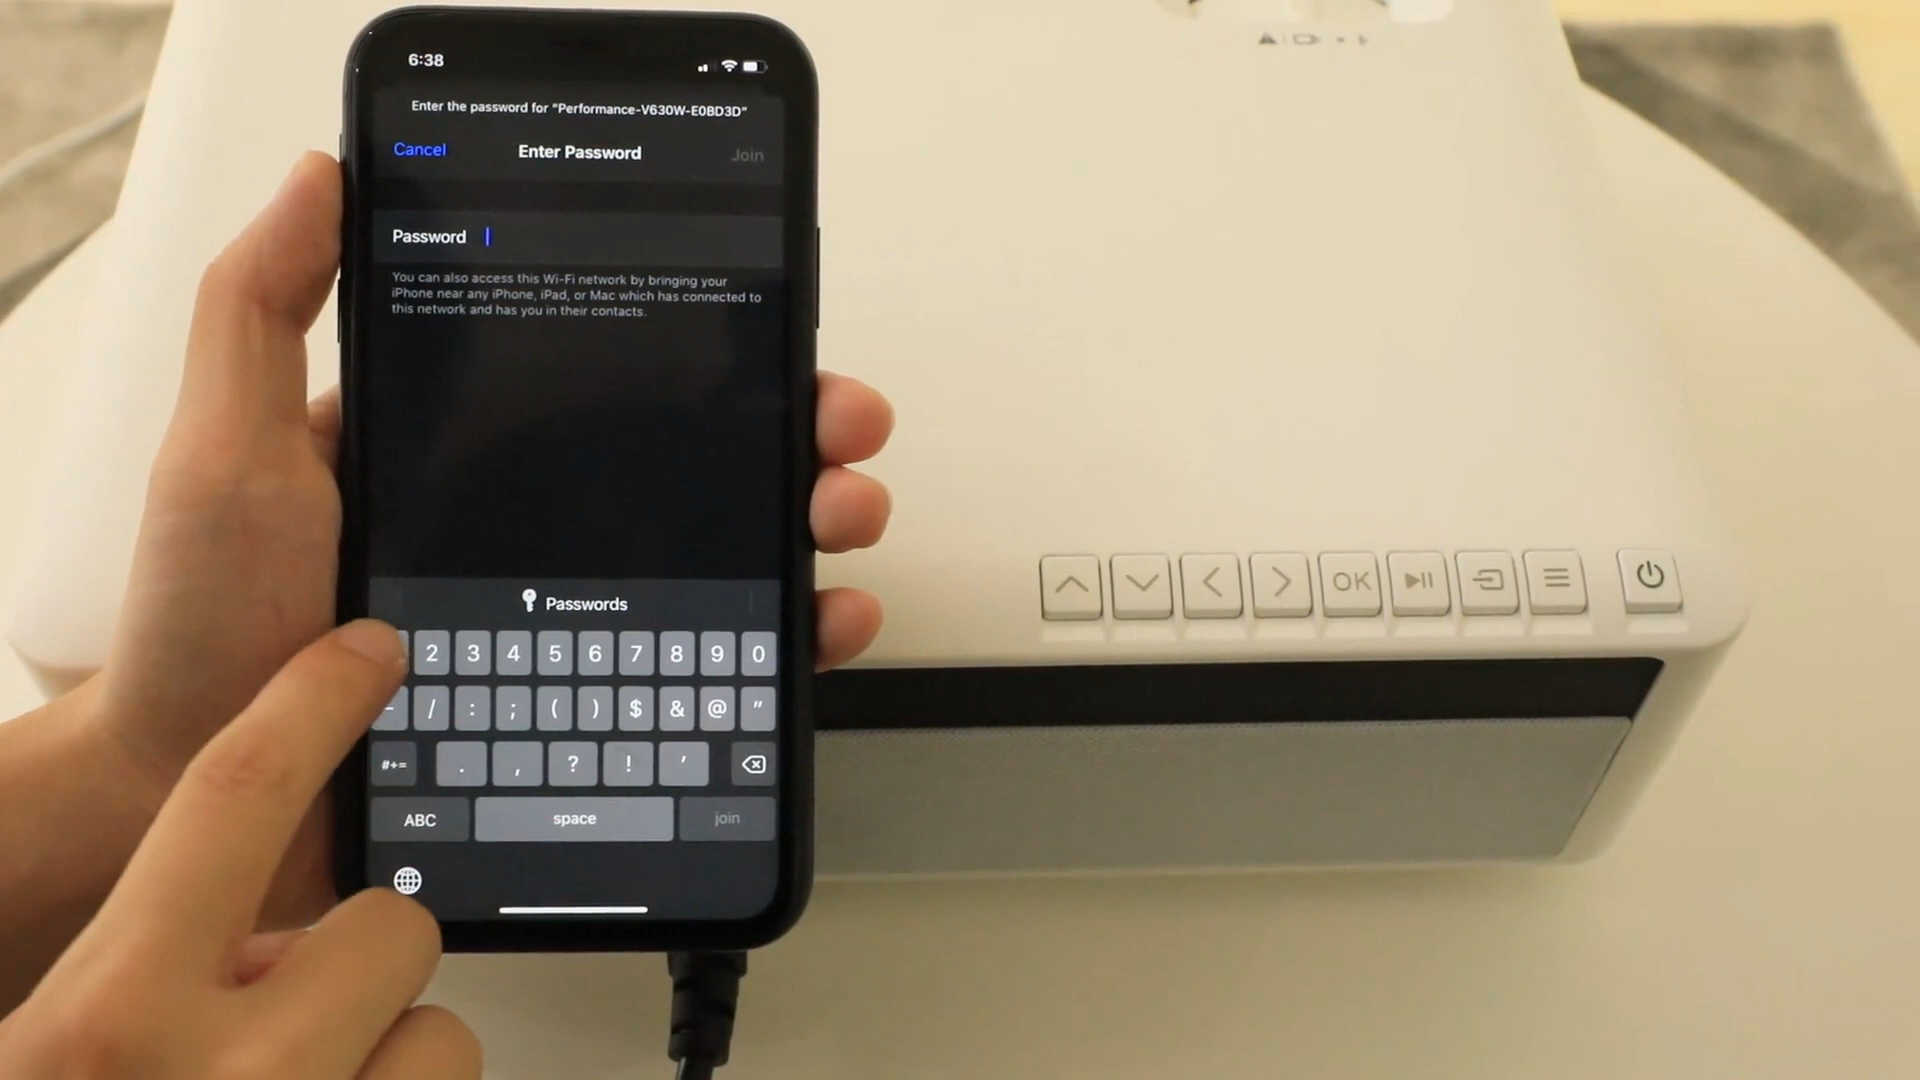 6:38
Enter the password for "Performance-V630W-E0BD3D"
Cancel Enter Password Join
Password
You can also access this Wi-Fi network by bringing your
iPhone near any iPhone, iPad, or Mac which has connected to
this network and has you in their contacts.
Passwords
2 3 4 5 6 7 8 9 0
- / : ; ( ) $ & @ "
#+= . , ? ! '
ABC space join
OK